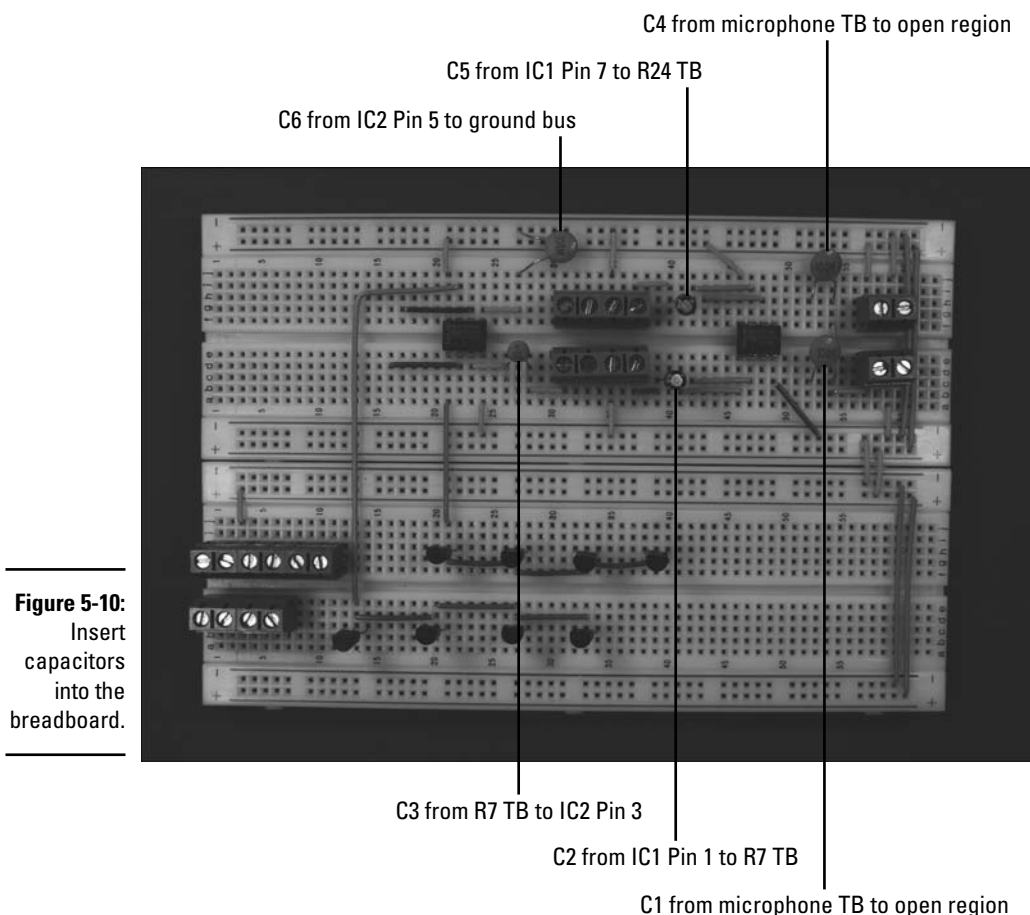 C4 from microphone TB to open region
C5 from IC1 Pin 7 to R24 TB
C6 from IC2 Pin 5 to ground bus
Figure 5-10:
Insert
capacitors
into the
breadboard.
C3 from R7 TB to IC2 Pin 3
C2 from IC1 Pin 1 to R7 TB
C1 from microphone TB to open region